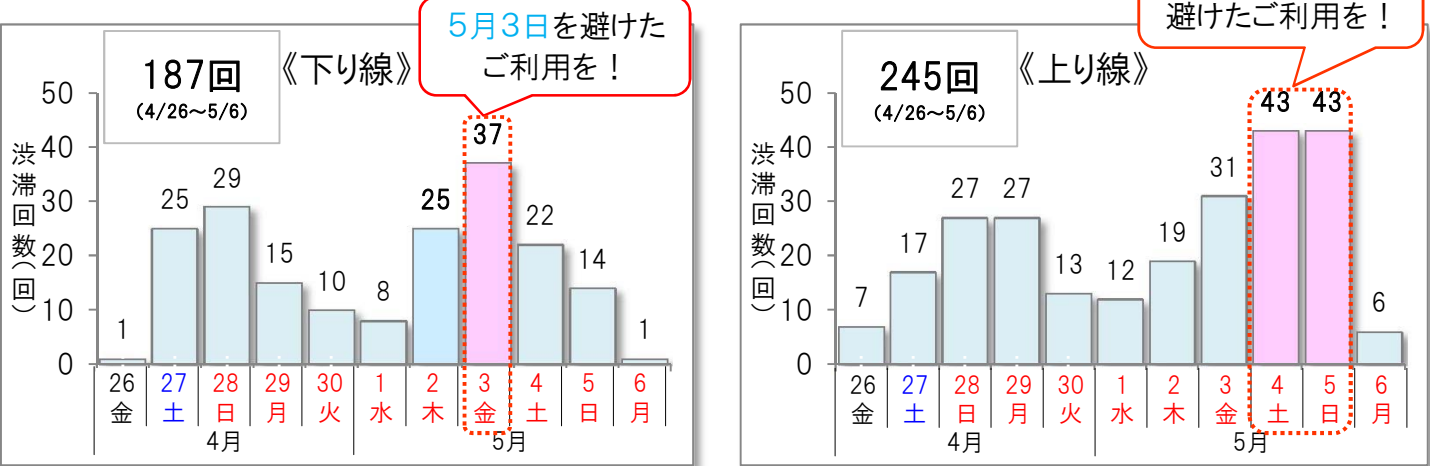 5月3日を避けた
ご利用を！
187回
(4/26～5/6)
《下り線》
渋滞回数(回)
50
40
30
20
10
0
1
25
29
15
10
8
25
37
22
14
1
26 27 28 29 30 1 2 3 4 5 6
金 土 日 月 火 水 木 金 土 日 月
4月 5月
避けたご利用を！
245回
(4/26～5/6)
《上り線》
渋滞回数(回)
50
40
30
20
10
0
7
17
27
27
13
12
19
31
43
43
6
26 27 28 29 30 1 2 3 4 5 6
金 土 日 月 火 水 木 金 土 日 月
4月 5月